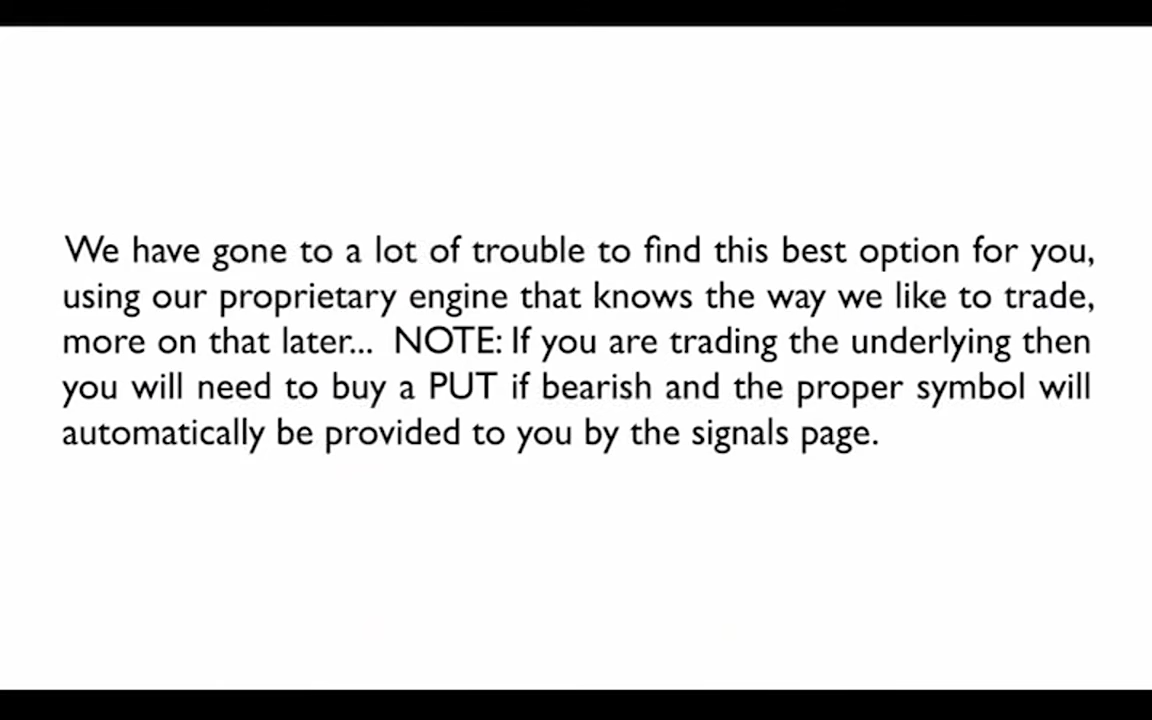 We have gone to a lot of trouble to find this best option for you,
using our proprietary engine that knows the way we like to trade,
more on that later... NOTE: If you are trading the underlying then
you will need to buy a PUT if bearish and the proper symbol will
automatically be provided to you by the signals page.